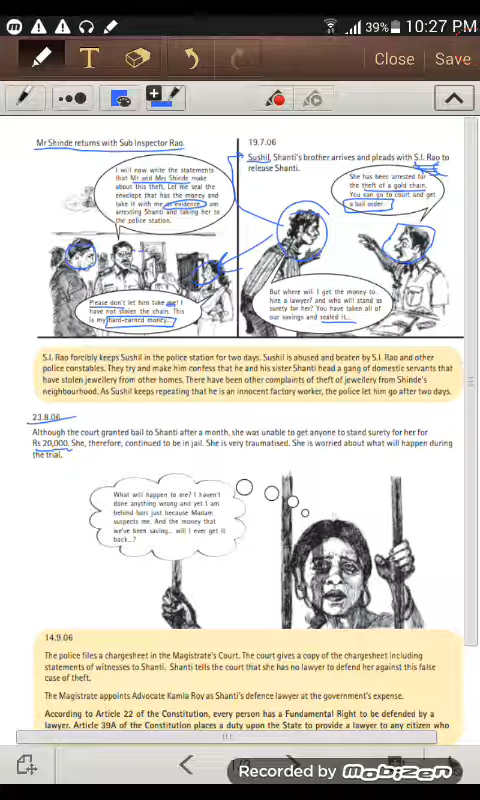 39% 10:27 PM
T
Close
Save
Mr Shinde returns with Sub Inspector Rao.
I will now write the statements
that Mr and Mrs Shinde make
about this theft. Let me seal the
envelope that has the money and
take it with me as evidence. I am
arresting Shanti and taking her to
the police station.
Please don't let him take me! I
have not stolen the chain. This
is my hard-earned money...
19.7.06
Sushil, Shanti's brother arrives and pleads with S.I. Rao to
release Shanti.
She has been arrested for
the theft of a gold chain.
You can go to court and get
a bail order.
But where will I get the money to
hire a lawyer? and who will stand as
surety for her? You have taken all of
our savings and sealed it...
S.I. Rao forcibly keeps Sushil in the police station for two days. Sushil is abused and beaten by S.I. Rao and other
police constables. They try and make him confess that he and his sister Shanti head a gang of domestic servants that
have stolen jewellery from other homes. There have been other complaints of theft of jewellery from Shinde's
neighbourhood. As Sushil keeps repeating that he is an innocent factory worker, the police let him go after two days.
23.8.06
Although the court granted bail to Shanti after a month, she was unable to get anyone to stand surety for her for
Rs 20,000. She, therefore, continued to be in jail. She is very traumatised. She is worried about what will happen during
the trial.
What will happen to me? I haven't
done anything wrong and yet I am
behind bars just because Madam
suspects me. And the money that
we've been saving... will I ever get it
back...?
14.9.06
The police files a chargesheet in the Magistrate's Court. The court gives a copy of the chargesheet including
statements of witnesses to Shanti. Shanti tells the court that she has no lawyer to defend her against this false
case of theft.
The Magistrate appoints Advocate Kamla Roy as Shanti's defence lawyer at the government's expense.
According to Article 22 of the Constitution, every person has a Fundamental Right to be defended by a
lawyer. Article 39A of the Constitution places a duty upon the State to provide a lawyer to any citizen who
Recorded by Mobizen